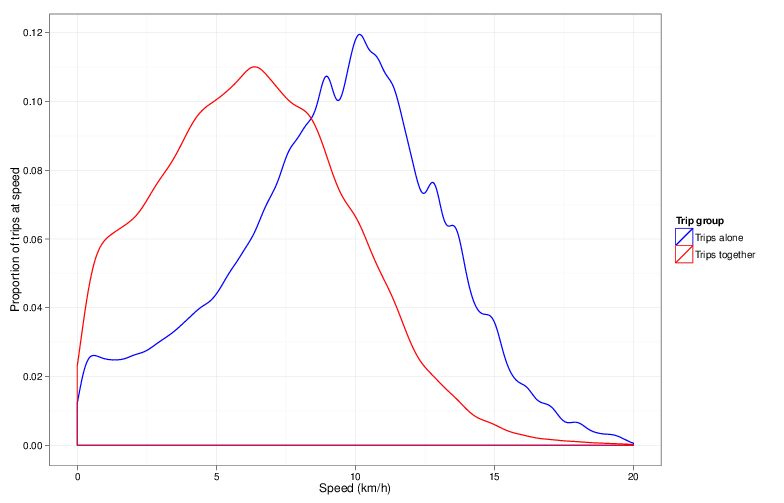 0.12
0.10
0.08
0.06
0.04
0.02
0.00
Proportion of trips at speed
0
5
10
15
20
Speed (km/h)
Trip group
Trips alone
Trips together